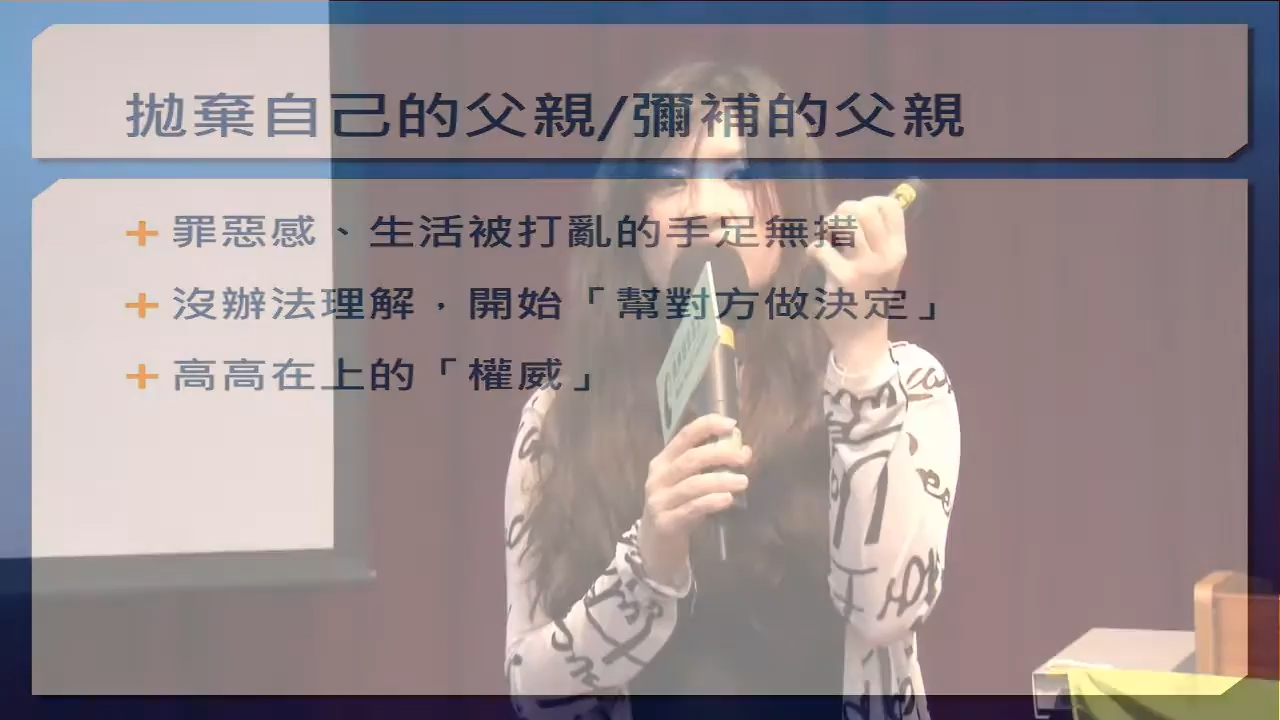 拋棄自己的父親/彌補的父親
罪惡感、生活被打亂的手足無措
沒辦法理解，開始「幫對方做決定」
高高在上的「權威」